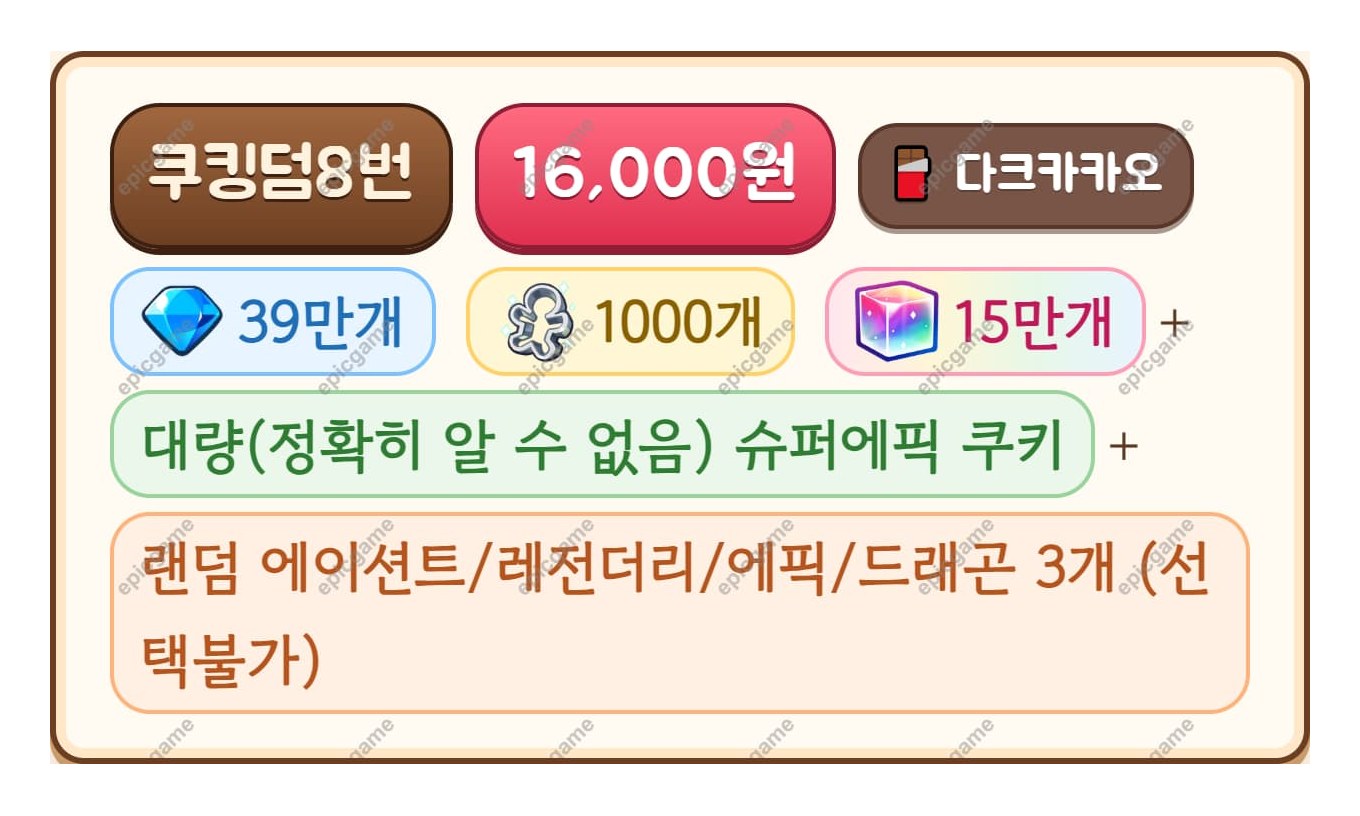 쿠킹덤8번 16,000원 다크카카오
39만개 1000개 15만개 +
대량(정확히 알 수 없음) 슈퍼에픽 쿠키 +
랜덤 에이션트/레전더리/에픽/드래곤 3개 (선
택불가)
epicgame